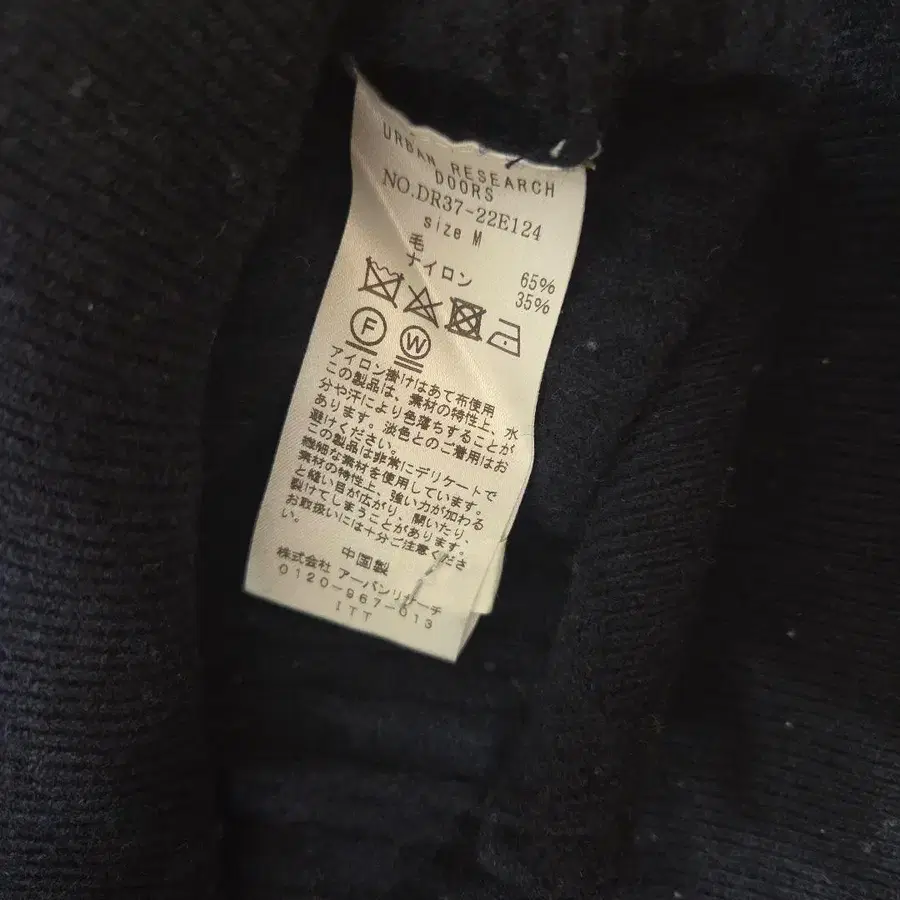 URBAN RESEARCH
DOORS
NO.DR37-22E124
size M
毛 65%
ナイロン 35%
F W
アイロン掛けはあて布使用
この製品は、素材の特性上、水
分や汗により色落ちすることが
あります。淡色とのご着用はお
避けください。
この製品は非常にデリケートで
繊細な素材を使用しています。
素材の特性上、強い力が加わる
と縫い目が広がり、開いたり、
裂けてしまうことがあります。
お取扱いには十分ご注意くださ
い。
中国製
株式会社 アーバンリサーチ
0120-967-013
ITT